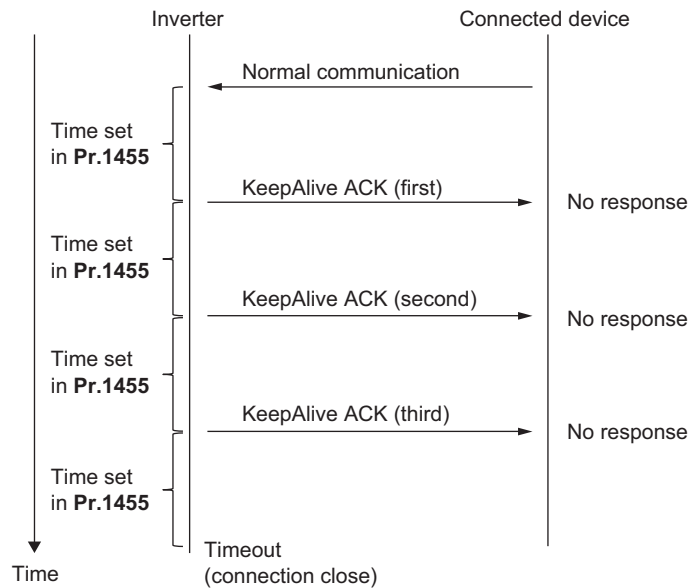 Inverter
Connected device
Normal communication
Time set
in Pr.1455
KeepAlive ACK (first)
No response
Time set
in Pr.1455
KeepAlive ACK (second)
No response
Time set
in Pr.1455
KeepAlive ACK (third)
No response
Time set
in Pr.1455
Timeout
(connection close)
Time